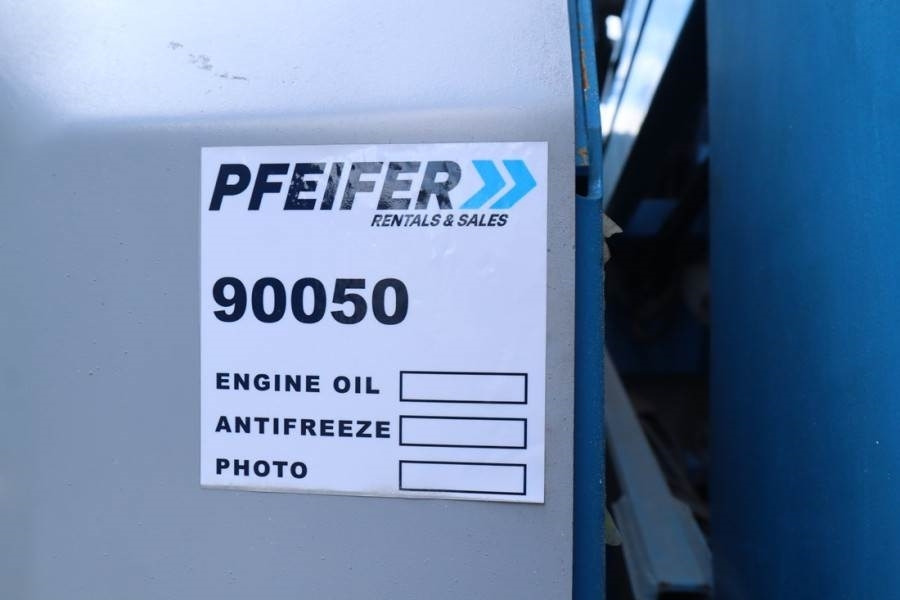 PFEIFER
RENTALS & SALES
90050
ENGINE OIL
ANTIFREEZE
PHOTO